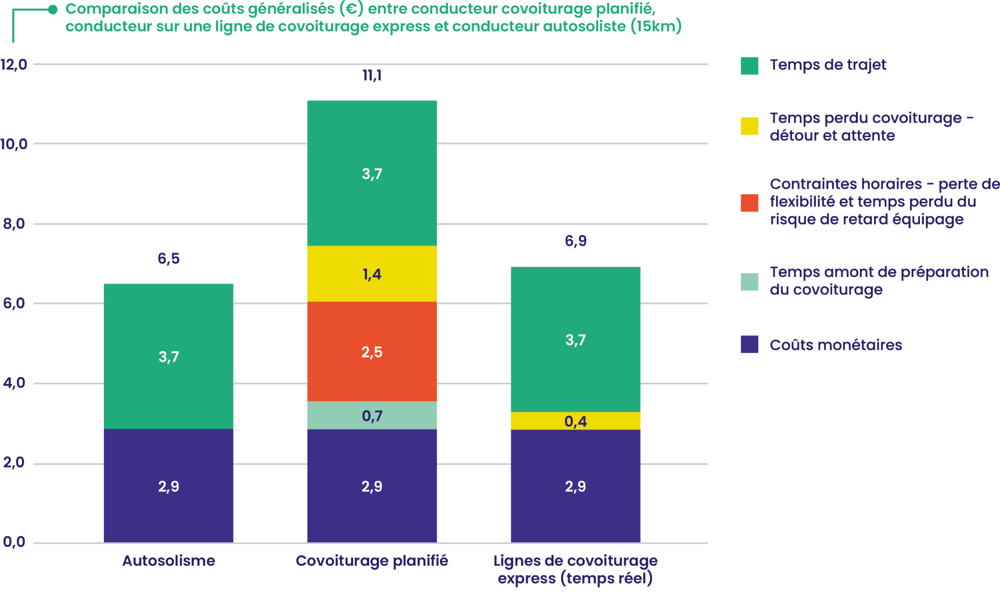 Comparaison des coûts généralisés (€) entre conducteur covoiturage planifié,
conducteur sur une ligne de covoiturage express et conducteur autosoliste (15km)
12,0
10,0
8,0
6,0
4,0
2,0
0,0
6,5
3,7
2,9
11,1
3,7
1,4
2,5
0,7
2,9
6,9
3,7
0,4
2,9
Autosolisme
Covoiturage planifié
Lignes de covoiturage
express (temps réel)
Temps de trajet
Temps perdu covoiturage -
détour et attente
Contraintes horaires - perte de
flexibilité et temps perdu du
risque de retard équipage
Temps amont de préparation
du covoiturage
Coûts monétaires